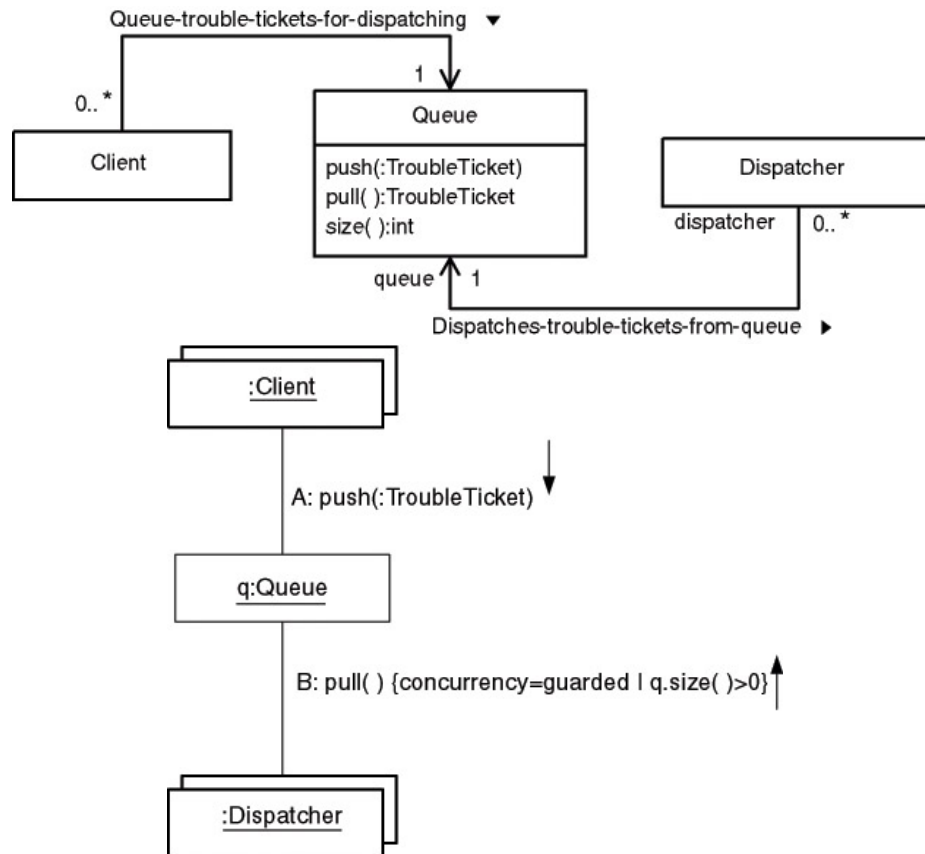 Queue-trouble-tickets-for-dispatching ▼
1
0.. *
Client
Queue
push(:TroubleTicket)
pull( ):TroubleTicket
size( ):int
Dispatcher
dispatcher 0.. *
queue 1
Dispatches-trouble-tickets-from-queue ►
:Client
A: push(:TroubleTicket)
q:Queue
B: pull( ) {concurrency=guarded | q.size( )>0}
:Dispatcher